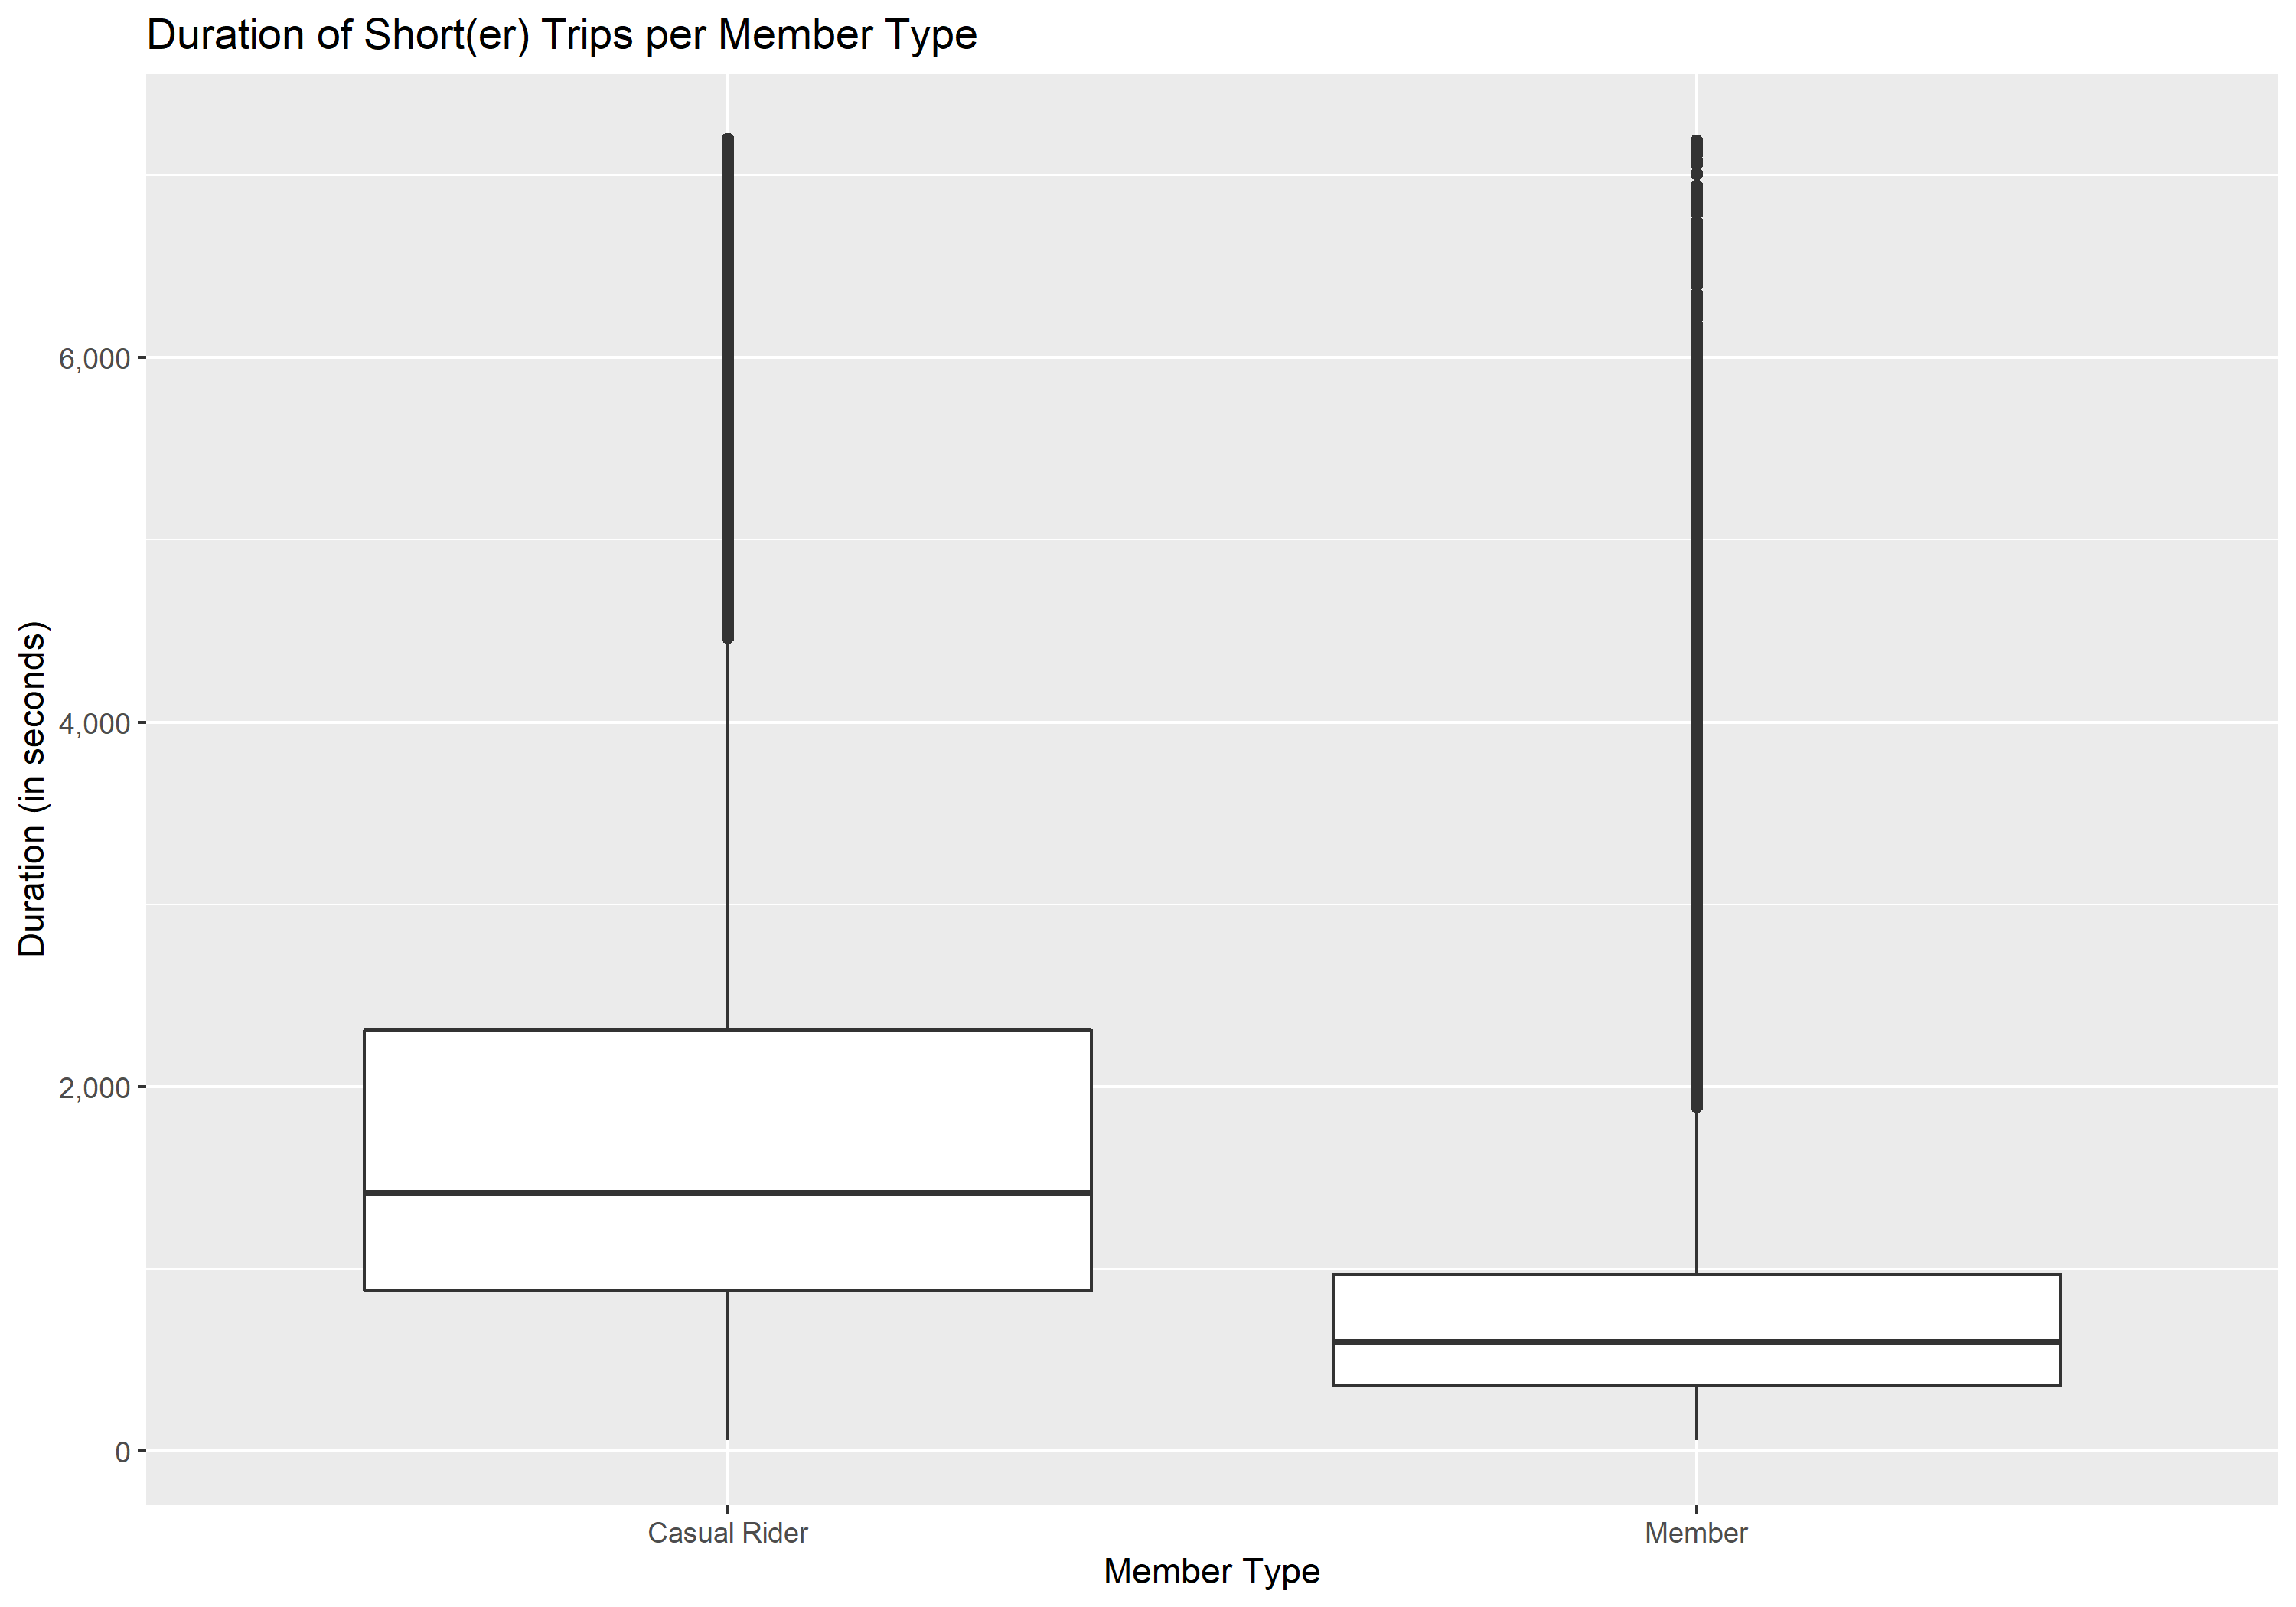 Duration of Short(er) Trips per Member Type
Duration (in seconds)
6,000
4,000
2,000
0
Casual Rider
Member
Member Type